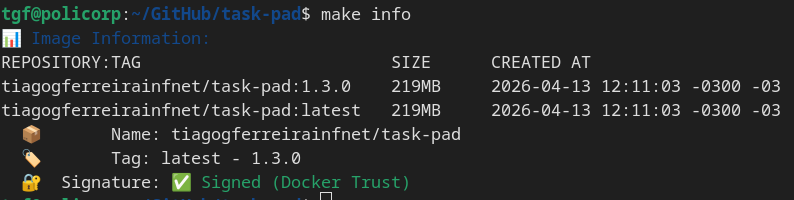 tgf@policorp:~/GitHub/task-pad$ make info
📊 Image Information:
REPOSITORY:TAG SIZE CREATED AT
tiagogferreirainfnet/task-pad:1.3.0 219MB 2026-04-13 12:11:03 -0300 -03
tiagogferreirainfnet/task-pad:latest 219MB 2026-04-13 12:11:03 -0300 -03
📦 Name: tiagogferreirainfnet/task-pad
🏷️ Tag: latest - 1.3.0
🔐 Signature: ✅ Signed (Docker Trust)